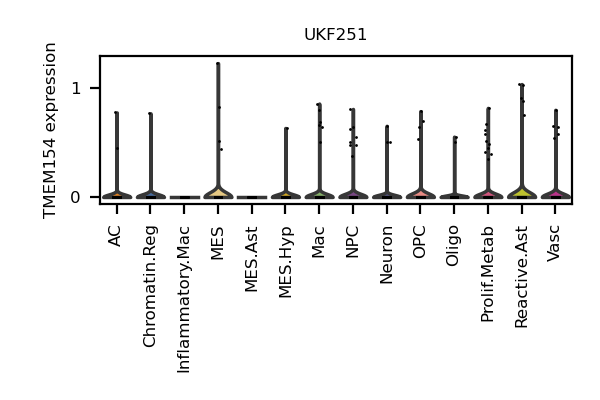 UKF251
TMEM154 expression
1
0
AC
Chromatin.Reg
Inflammatory.Mac
MES
MES.Ast
MES.Hyp
Mac
NPC
Neuron
OPC
Oligo
Prolif.Metab
Reactive.Ast
Vasc